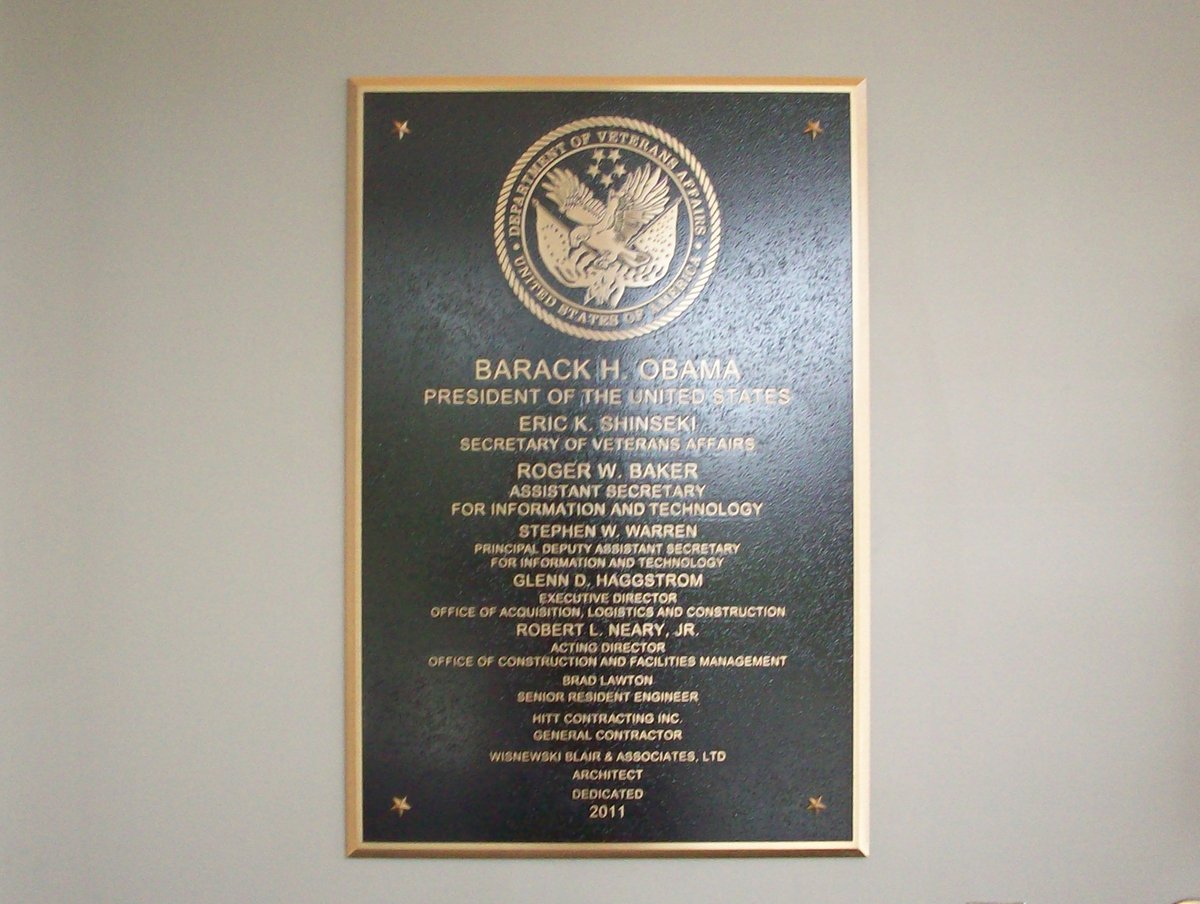 DEPARTMENT OF VETERANS AFFAIRS
UNITED STATES OF AMERICA
BARACK H. OBAMA
PRESIDENT OF THE UNITED STATES
ERIC K. SHINSEKI
SECRETARY OF VETERANS AFFAIRS
ROGER W. BAKER
ASSISTANT SECRETARY
FOR INFORMATION AND TECHNOLOGY
STEPHEN W. WARREN
PRINCIPAL DEPUTY ASSISTANT SECRETARY
FOR INFORMATION AND TECHNOLOGY
GLENN D. HAGGSTROM
EXECUTIVE DIRECTOR
OFFICE OF ACQUISITION, LOGISTICS AND CONSTRUCTION
ROBERT L. NEARY, JR.
ACTING DIRECTOR
OFFICE OF CONSTRUCTION AND FACILITIES MANAGEMENT
BRAD LAWTON
SENIOR RESIDENT ENGINEER
HITT CONTRACTING INC.
GENERAL CONTRACTOR
WISNEWSKI BLAIR & ASSOCIATES, LTD
ARCHITECT
DEDICATED
2011